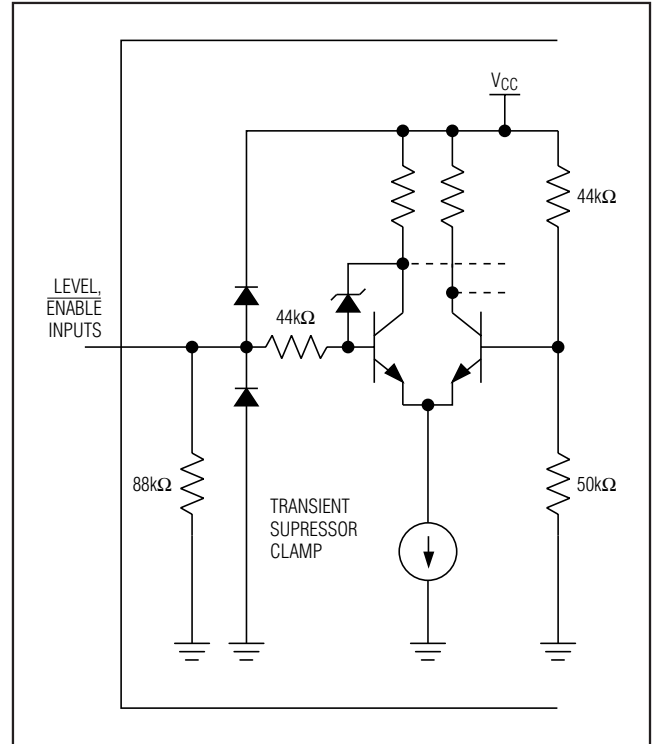 VCC
44kΩ
LEVEL,
ENABLE
INPUTS
44kΩ
88kΩ
50kΩ
TRANSIENT
SUPRESSOR
CLAMP